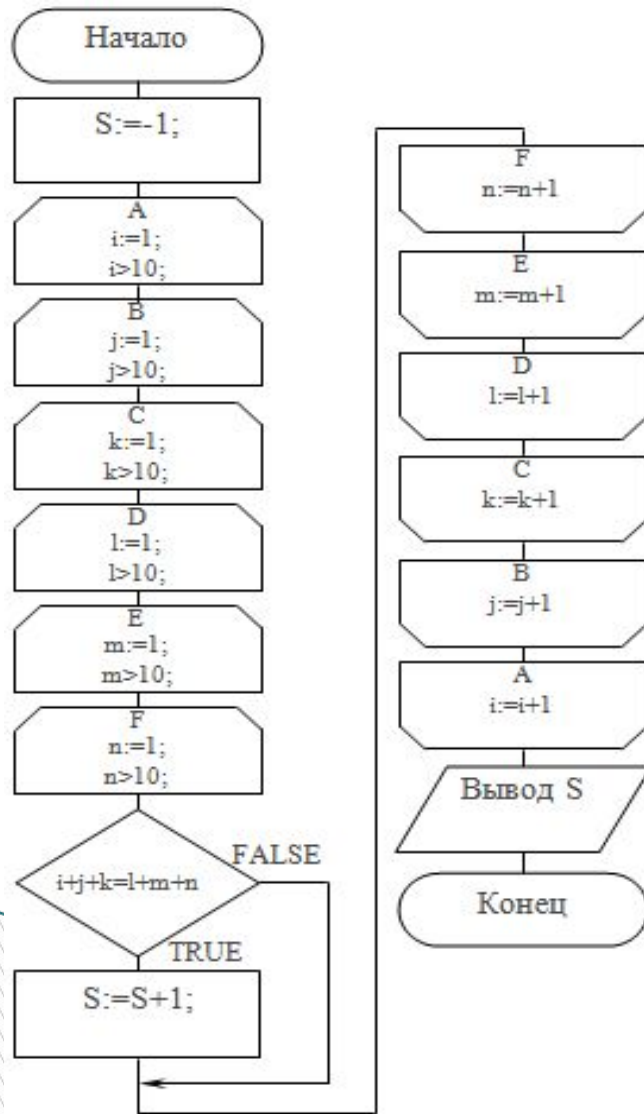 Начало
S:=-1;
A
i:=1;
i>10;
B
j:=1;
j>10;
C
k:=1;
k>10;
D
l:=1;
l>10;
E
m:=1;
m>10;
F
n:=1;
n>10;
i+j+k=l+m+n
FALSE
TRUE
S:=S+1;
F
n:=n+1
E
m:=m+1
D
l:=l+1
C
k:=k+1
B
j:=j+1
A
i:=i+1
Вывод S
Конец